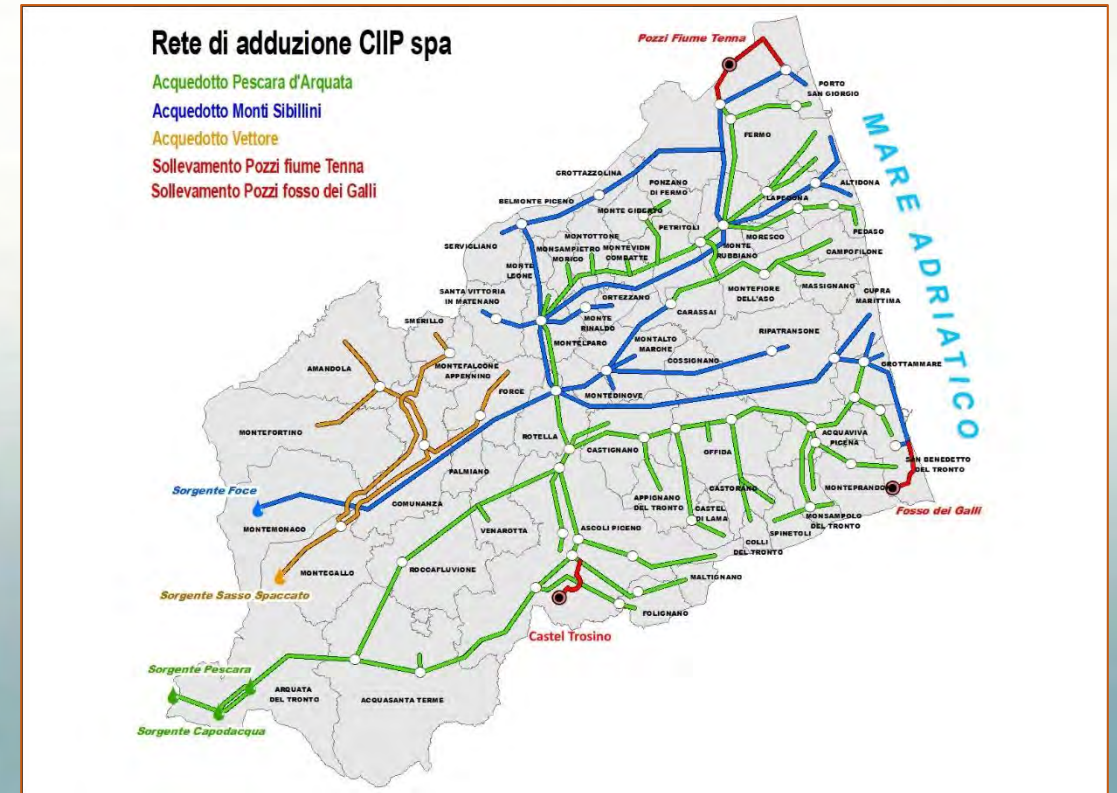 Rete di adduzione CIIP spa
Acquedotto Pescara d'Arquata
Acquedotto Monti Sibillini
Acquedotto Vettore
Sollevamento Pozzi fiume Tenna
Sollevamento Pozzi fosso dei Galli
Pozzi Fiume Tenna
PORTO
SAN GIORGIO
FERMO
MARE ADRIATICO
GROTTAZZOLINA
PONZANO
DI FERMO
LAPEDONA
ALTIDONA
BELMONTE PICENO
MONTE GIBERTO
PETRITOLI
MORESCO
PEDASO
SERVIGLIANO
MONTOTTONE
MONSAMPIETRO
MORICO
MONTEVIDN
COMBATTE
MONTE
RUBBIANO
CAMPOFILONE
MONTE
LEONE
MASSIGNANO
SANTA VITTORIA
IN MATENANO
ORTEZZANO
MONTEFIORE
DELL'ASO
CUPRA
MARITTIMA
CARASSAI
SMERILLO
MONTE
RINALDO
MONTELPARO
MONTALTO
MARCHE
RIPATRANSONE
COSSIGNANO
AMANDOLA
MONTEFALCONE
APPENNINO
GROTTAMMARE
FORCE
MONTEDINOVE
MONTEFORTINO
ROTELLA
CASTIGNANO
ACQUAVIVA
PICENA
OFFIDA
SAN BENEDETTO
DEL TRONTO
PALMIANO
Sorgente Foce
COMUNANZA
APPIGNANO
DEL TRONTO
CASTORANO
MONTEPRANDO
Fosso dei Galli
MONTEMONACO
CASTEL
DI LAMA
MONSAMPOLO
DEL TRONTO
VENAROTTA
ASCOLI PICENO
SPINETOLI
COLLI
DEL TRONTO
MONTEGALLO
ROCCAFLUVIONE
MALTIGNANO
Sorgente Sasso Spaccato
FOLIGNANO
Castel Trosino
Sorgente Pescara
ARQUATA
DEL TRONTO
ACQUASANTA TERME
Sorgente Capodacqua